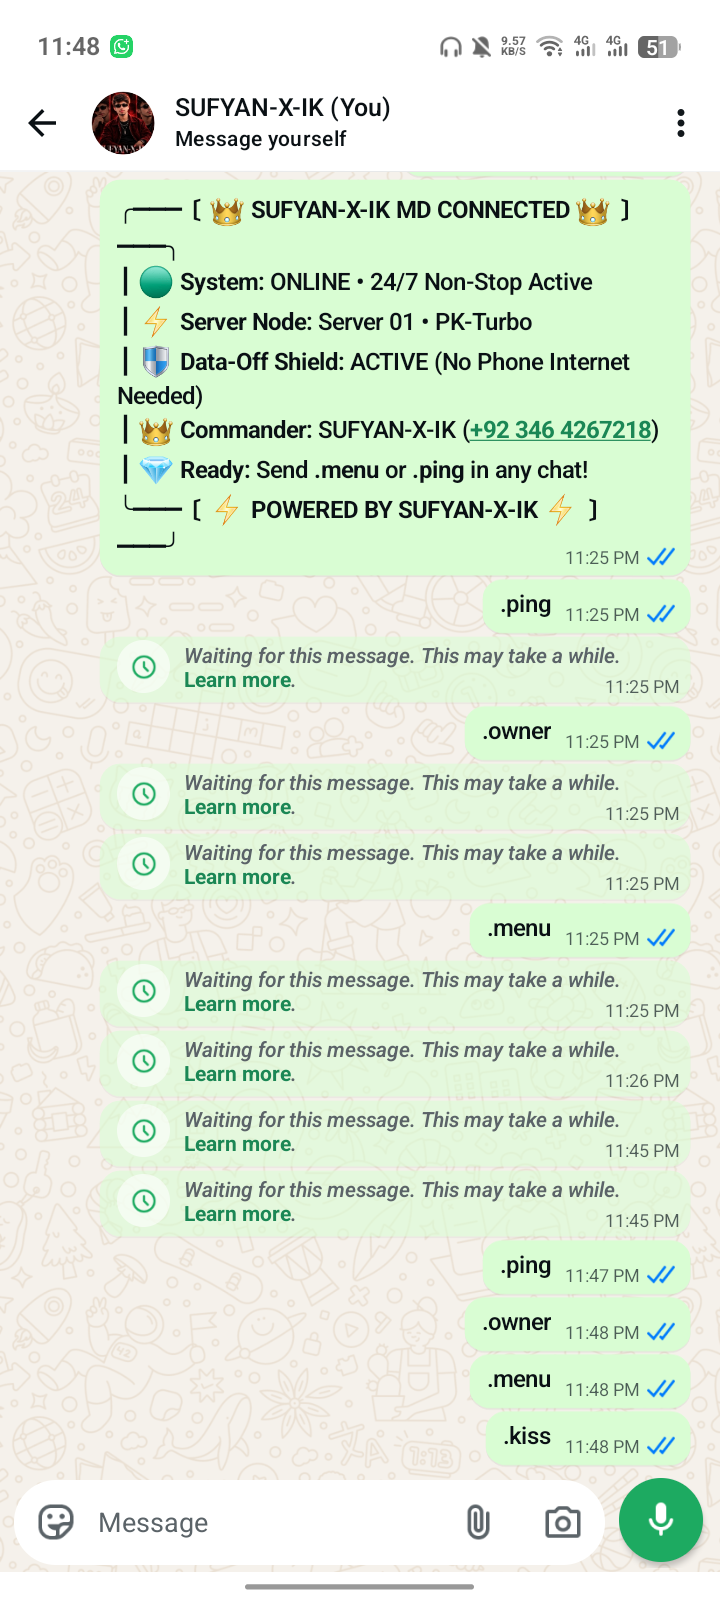 11:48
9.57 KB/S 4G 4G 51
SUFYAN-X-IK (You)
Message yourself
╭─── 〔 👑 SUFYAN-X-IK MD CONNECTED 👑 〕
───╮
┃ 🟢 System: ONLINE • 24/7 Non-Stop Active
┃ ⚡ Server Node: Server 01 • PK-Turbo
┃ 🛡️ Data-Off Shield: ACTIVE (No Phone Internet
Needed)
┃ 👑 Commander: SUFYAN-X-IK (+92 346 4267218)
┃ 💎 Ready: Send .menu or .ping in any chat!
╰─── 〔 ⚡ POWERED BY SUFYAN-X-IK ⚡ 〕
───╯
11:25 PM
.ping 11:25 PM
Waiting for this message. This may take a while.
Learn more.
11:25 PM
.owner 11:25 PM
Waiting for this message. This may take a while.
Learn more.
11:25 PM
Waiting for this message. This may take a while.
Learn more.
11:25 PM
.menu 11:25 PM
Waiting for this message. This may take a while.
Learn more.
11:25 PM
Waiting for this message. This may take a while.
Learn more.
11:26 PM
Waiting for this message. This may take a while.
Learn more.
11:45 PM
Waiting for this message. This may take a while.
Learn more.
11:45 PM
.ping 11:47 PM
.owner 11:48 PM
.menu 11:48 PM
.kiss 11:48 PM
Message